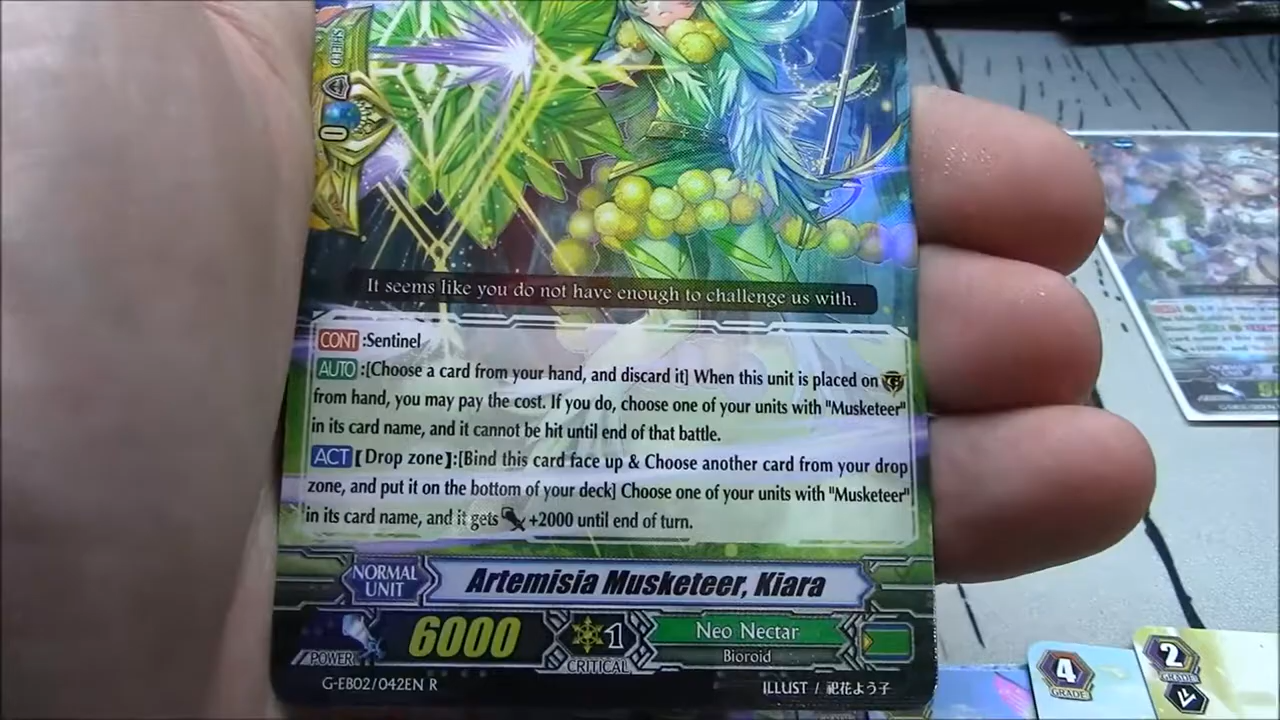 SHIELD
0
It seems like you do not have enough to challenge us with.
CONT :Sentinel
AUTO :[Choose a card from your hand, and discard it] When this unit is placed on G
from hand, you may pay the cost. If you do, choose one of your units with "Musketeer"
in its card name, and it cannot be hit until end of that battle.
ACT【Drop zone】:[Bind this card face up & Choose another card from your drop
zone, and put it on the bottom of your deck] Choose one of your units with "Musketeer"
in its card name, and it gets +2000 until end of turn.
NORMAL
UNIT
Artemisia Musketeer, Kiara
POWER
6000
1
CRITICAL
Neo Nectar
Bioroid
G-EB02/042EN R
ILLUST / 祀花よう子
4
GRADE
2
GRADE